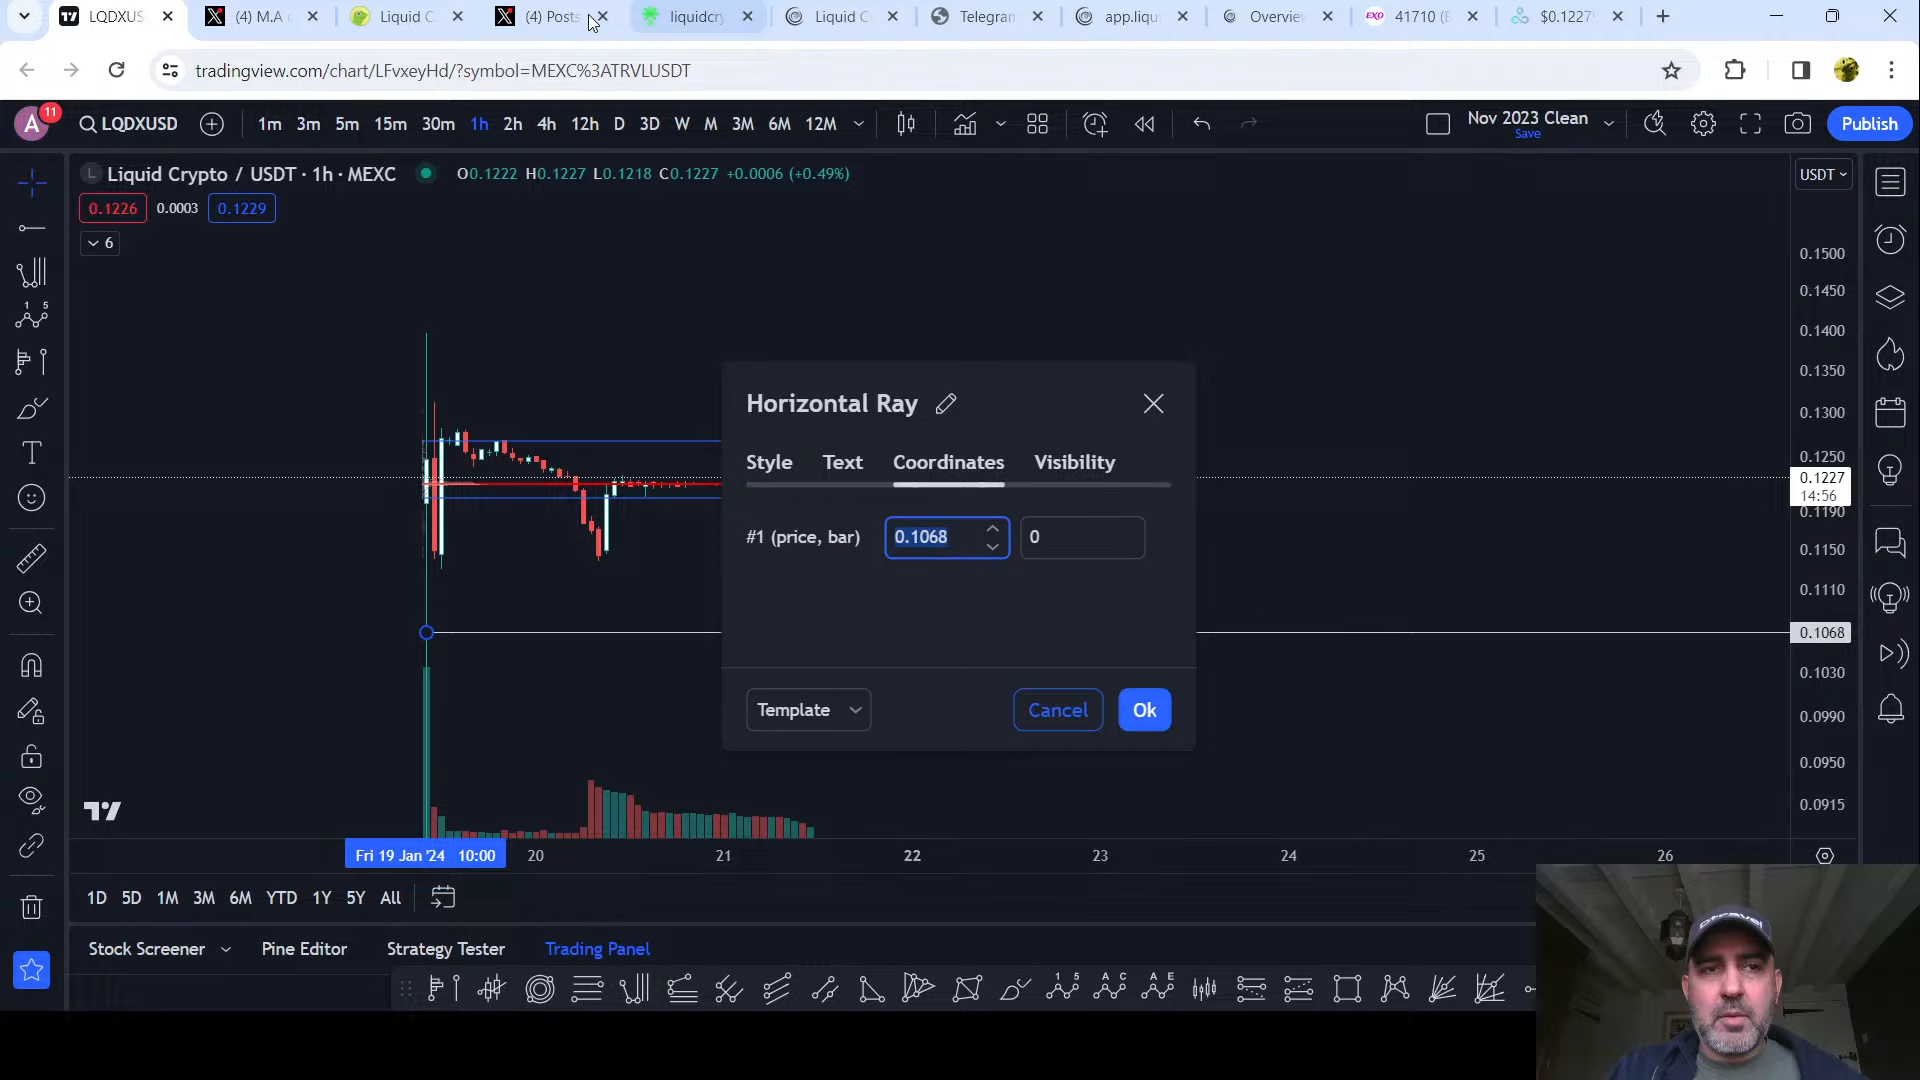 LQDXUS
(4) M.A
Liquid C
(4) Posts
liquidcry
Liquid C
Telegram
app.liqu
Overview
EXO
41710 (E
$0.1227
tradingview.com/chart/LFvxeyHd/?symbol=MEXC%3ATRVLUSDT
A
11
LQDXUSD
1m 3m 5m 15m 30m 1h 2h 4h 12h D 3D W M 3M 6M 12M
Nov 2023 Clean
Save
Publish
L
Liquid Crypto / USDT · 1h · MEXC
O0.1222 H0.1227 L0.1218 C0.1227 +0.0006 (+0.49%)
USDT
0.1226 0.0003 0.1229
6
0.1500
0.1450
0.1400
0.1350
0.1300
0.1250
0.1227
14:56
0.1190
0.1150
0.1110
0.1068
0.1030
0.0990
0.0950
0.0915
Horizontal Ray
Style Text Coordinates Visibility
#1 (price, bar)
0.1068
0
Template
Cancel
Ok
Fri 19 Jan '24 10:00
20 21 22 23 24 25 26
1D 5D 1M 3M 6M YTD 1Y 5Y All
Stock Screener
Pine Editor
Strategy Tester
Trading Panel